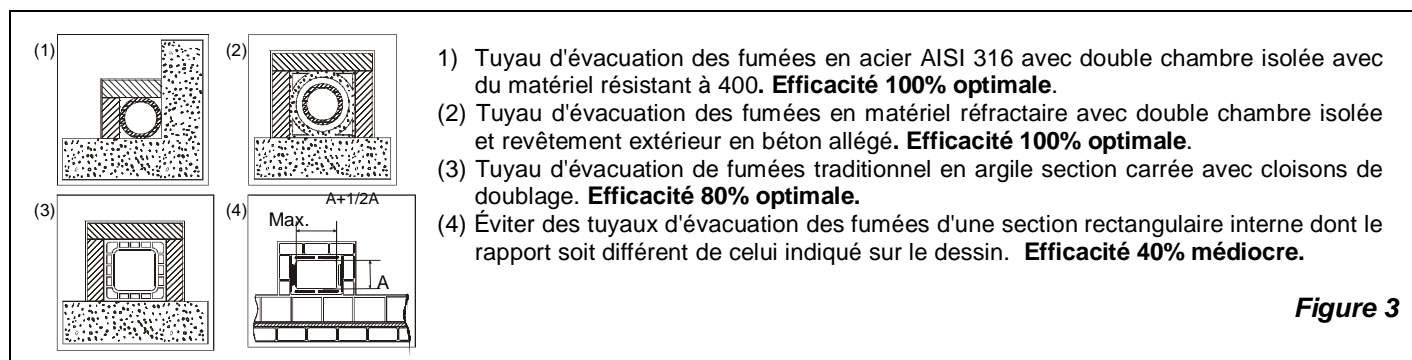 (1)
(2)
(3)
(4)
A+1/2A
Max.
A
1) Tuyau d'évacuation des fumées en acier AISI 316 avec double chambre isolée avec
du matériel résistant à 400. Efficacité 100% optimale.
(2) Tuyau d'évacuation des fumées en matériel réfractaire avec double chambre isolée
et revêtement extérieur en béton allégé. Efficacité 100% optimale.
(3) Tuyau d'évacuation de fumées traditionnel en argile section carrée avec cloisons de
doublage. Efficacité 80% optimale.
(4) Éviter des tuyaux d'évacuation des fumées d'une section rectangulaire interne dont le
rapport soit différent de celui indiqué sur le dessin. Efficacité 40% médiocre.
Figure 3